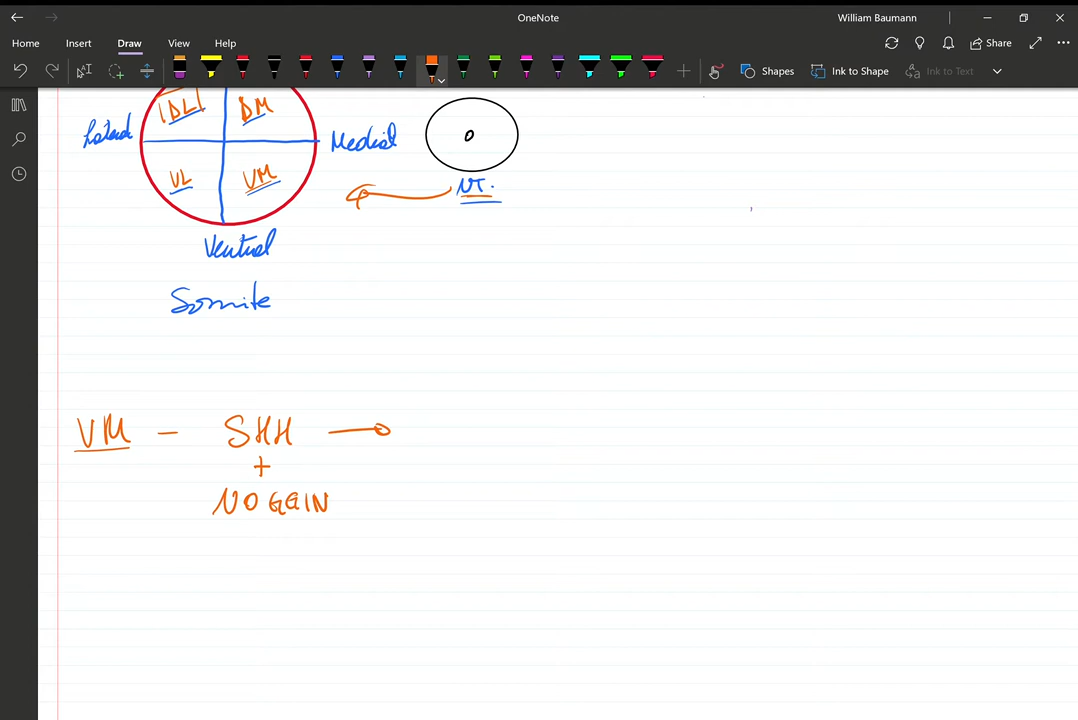 OneNote
William Baumann
Home Insert Draw View Help
Share
Shapes
Ink to Shape
Ink to Text
DL DM
Lateral
Medial
VL VM
NT.
Ventral
Somite
VM - SHH
+
NOGGIN